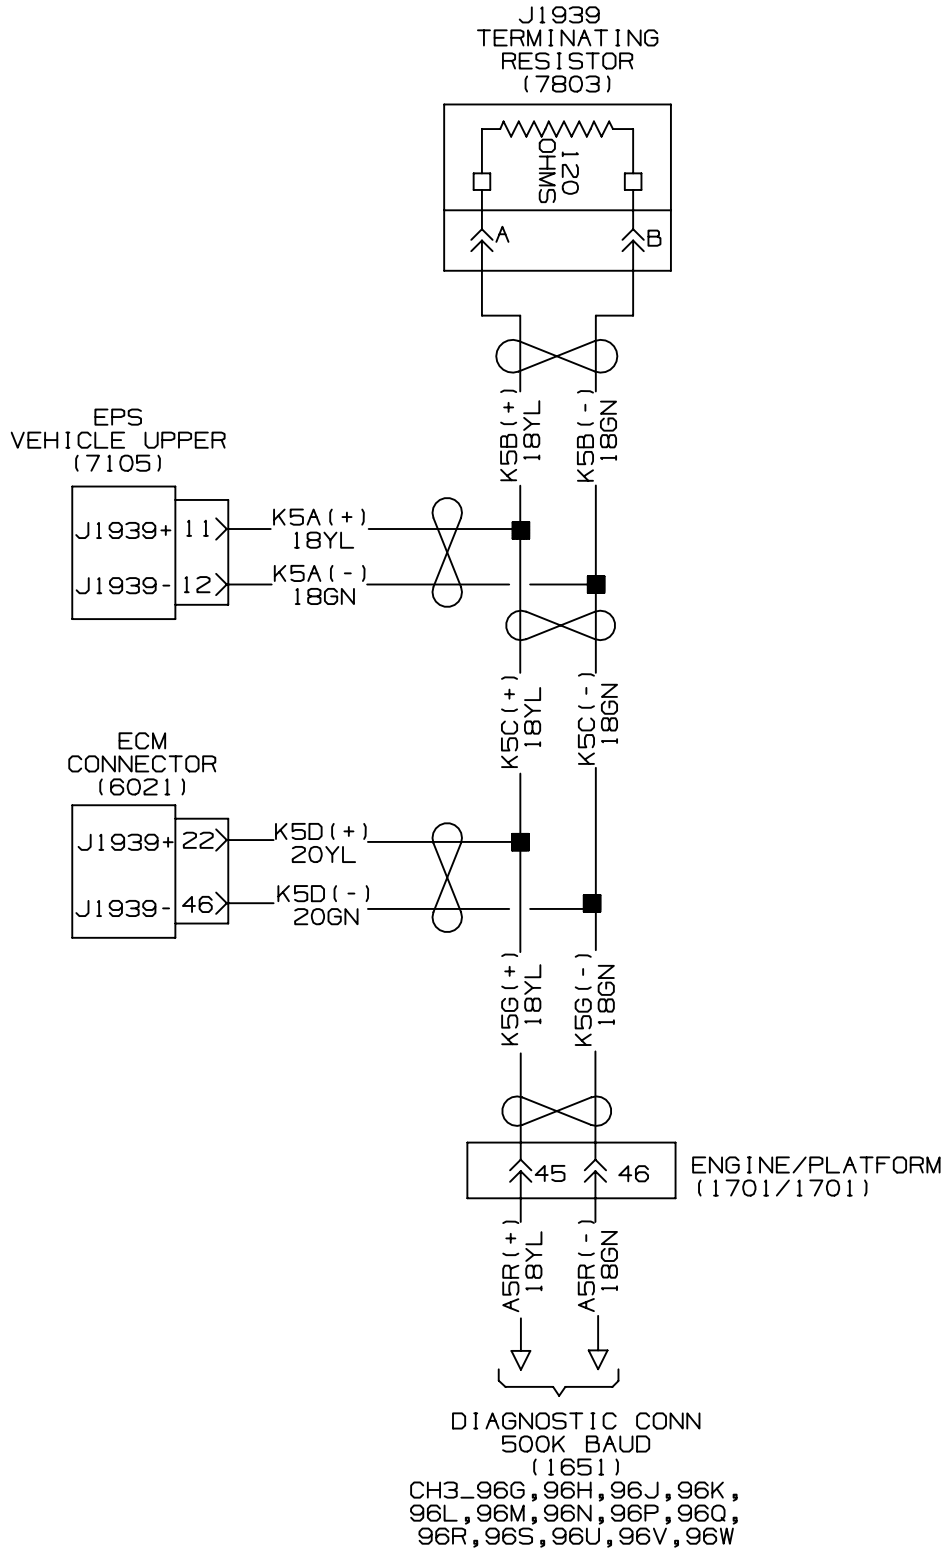 J1939
TERMINATING
RESISTOR
(7803)
120
OHMS
A
B
K5B(+)
18YL
K5B(-)
18GN
EPS
VEHICLE UPPER
(7105)
J1939+ 11
K5A(+)
18YL
J1939- 12
K5A(-)
18GN
K5C(+)
18YL
K5C(-)
18GN
ECM
CONNECTOR
(6021)
J1939+ 22
K5D(+)
20YL
J1939- 46
K5D(-)
20GN
K5G(+)
18YL
K5G(-)
18GN
45
46
ENGINE/PLATFORM
(1701/1701)
A5R(+)
18YL
A5R(-)
18GN
DIAGNOSTIC CONN
500K BAUD
(1651)
CH3_96G,96H,96J,96K,
96L,96M,96N,96P,96Q,
96R,96S,96U,96V,96W